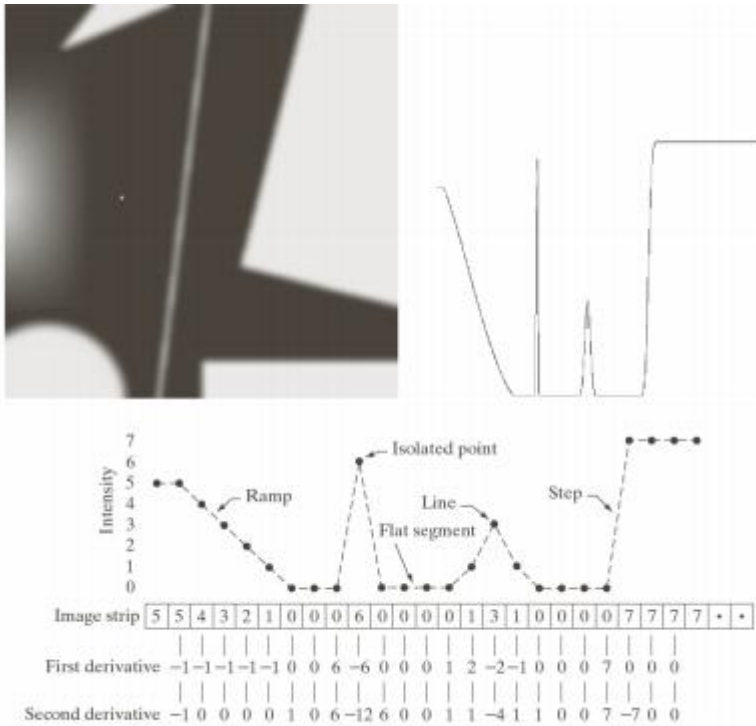 7
Isolated point
6
5
Ramp
4
Line
Step
3
Flat segment
2
1
0
Intensity
Image strip 5 5 4 3 2 1 0 0 0 6 0 0 0 0 1 3 1 0 0 0 0 7 7 7 7 • •
First derivative −1 −1 −1 −1 −1 0 0 6 −6 0 0 0 1 2 −2 −1 0 0 0 7 0 0 0
Second derivative −1 0 0 0 0 1 0 6 −12 6 0 0 1 1 −4 1 1 0 0 7 −7 0 0